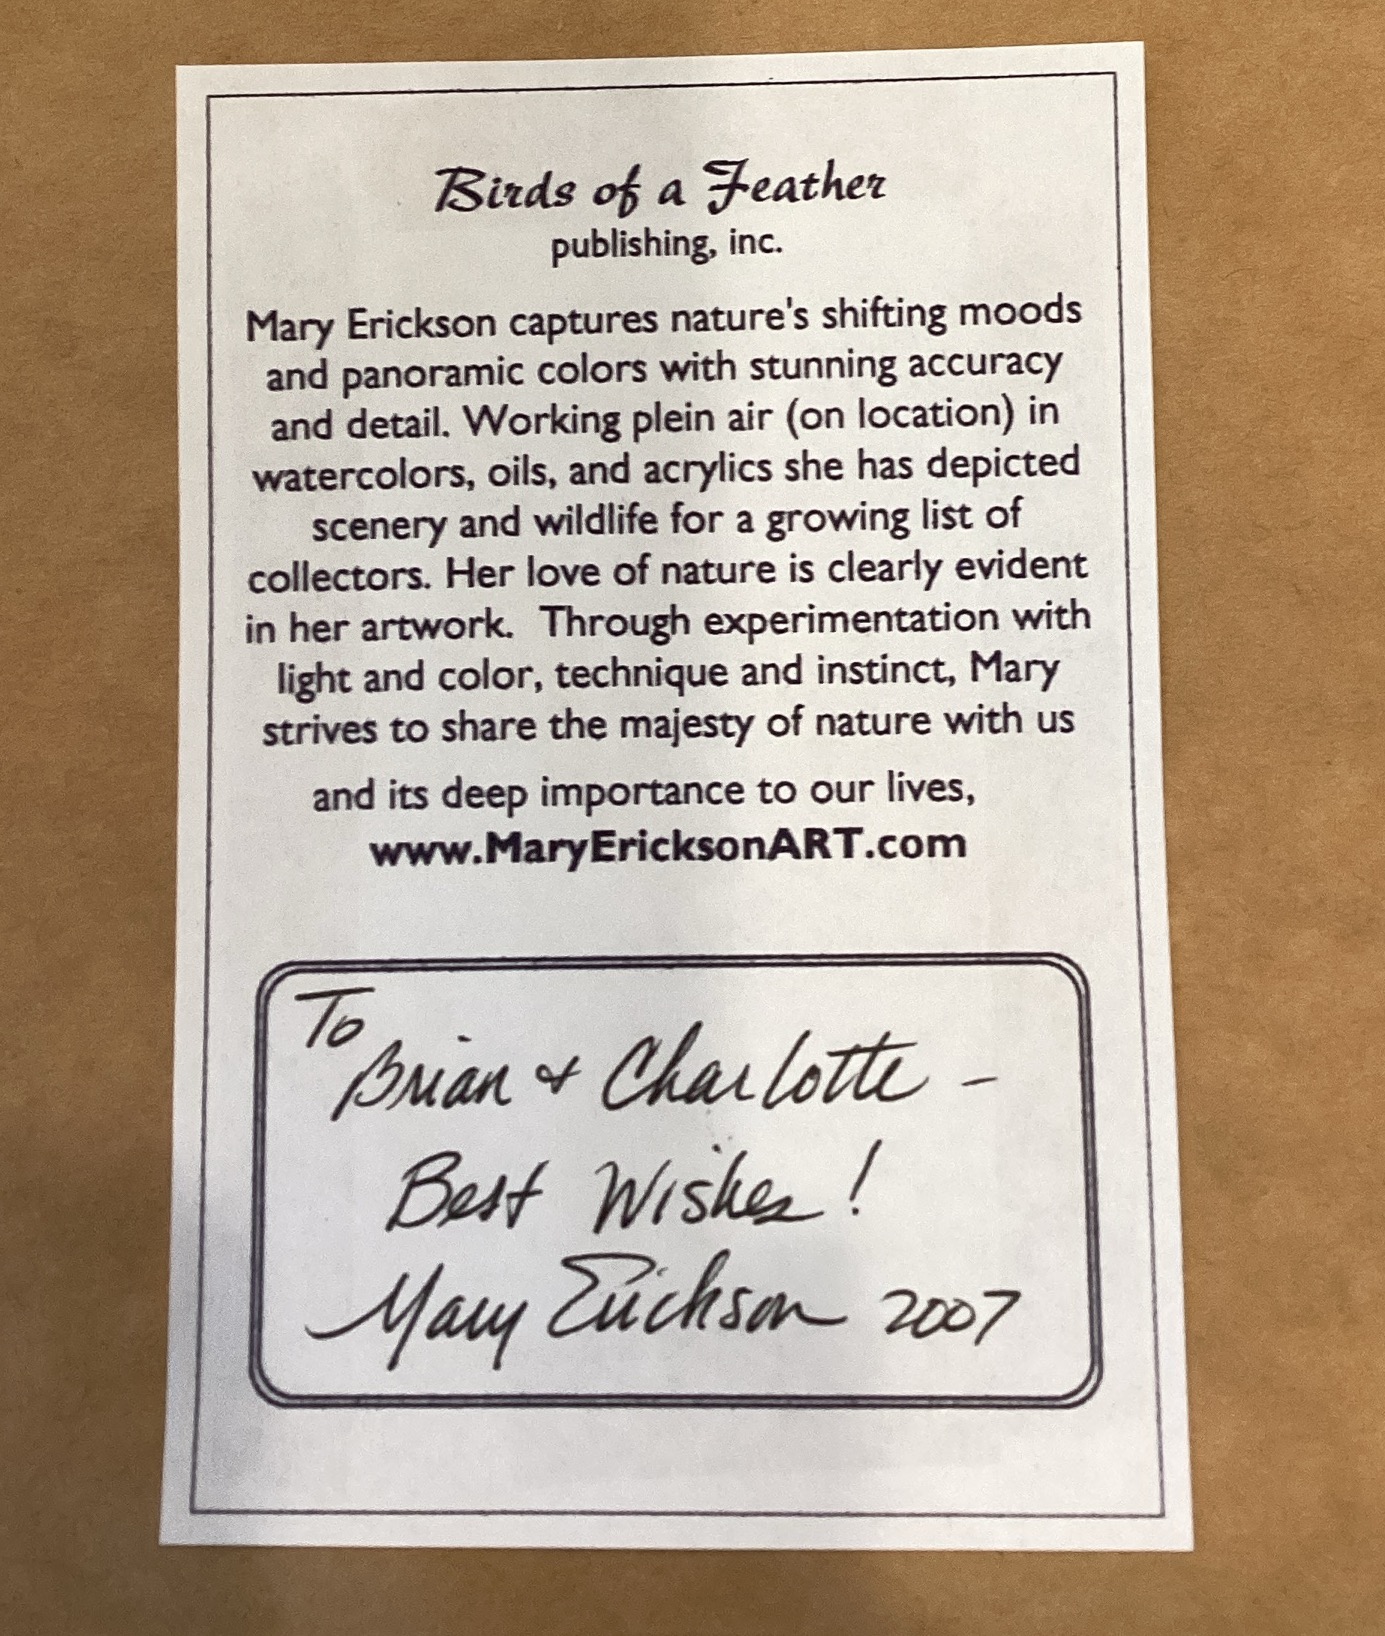 Birds of a Feather
publishing, inc.
Mary Erickson captures nature's shifting moods
and panoramic colors with stunning accuracy
and detail. Working plein air (on location) in
watercolors, oils, and acrylics she has depicted
scenery and wildlife for a growing list of
collectors. Her love of nature is clearly evident
in her artwork.  Through experimentation with
light and color, technique and instinct, Mary
strives to share the majesty of nature with us
and its deep importance to our lives,
www.MaryEricksonART.com
To
Brian + Charlotte –
Best Wishes!
Mary Erickson 2007